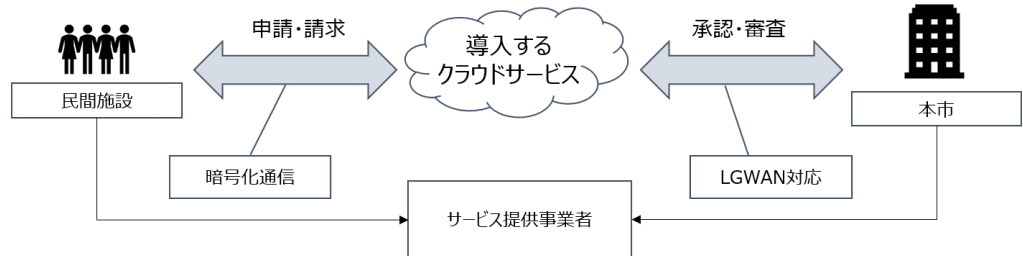 申請・請求
導入する
クラウドサービス
承認・審査
民間施設
本市
暗号化通信
LGWAN対応
サービス提供事業者